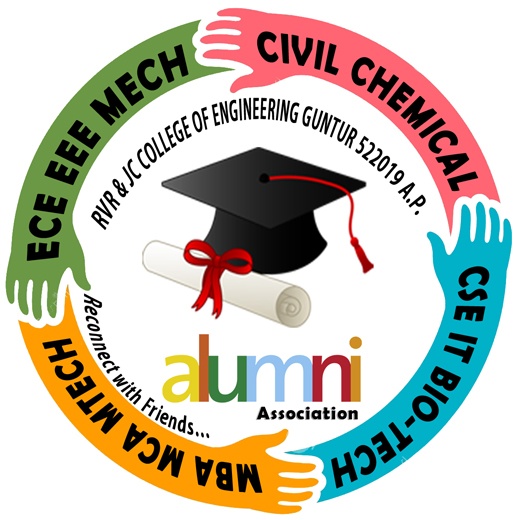 ECE EEE MECH
CIVIL CHEMICAL
CSE IT BIO-TECH
MBA MCA MTECH
RVR & JC COLLEGE OF ENGINEERING GUNTUR 522019 A.P.
Reconnect with Friends...
alumni
Association